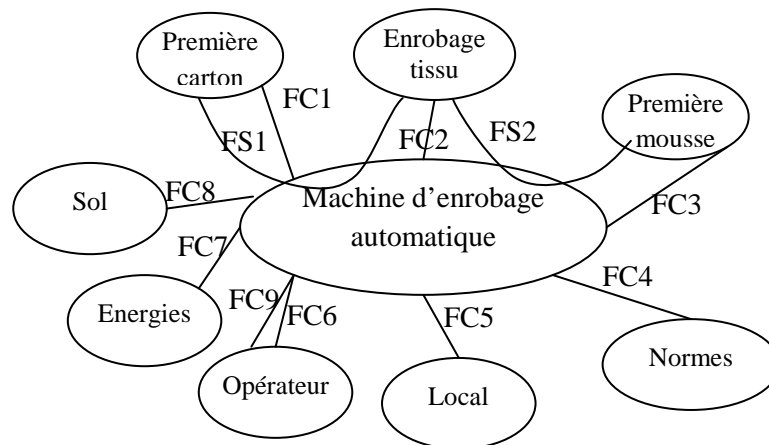 Première
carton
Enrobage
tissu
Première
mousse
FC1
FS1
FC2
FS2
FC3
Sol
FC8
Machine d’enrobage
automatique
FC7
FC4
Energies
FC9
FC6
FC5
Normes
Opérateur
Local